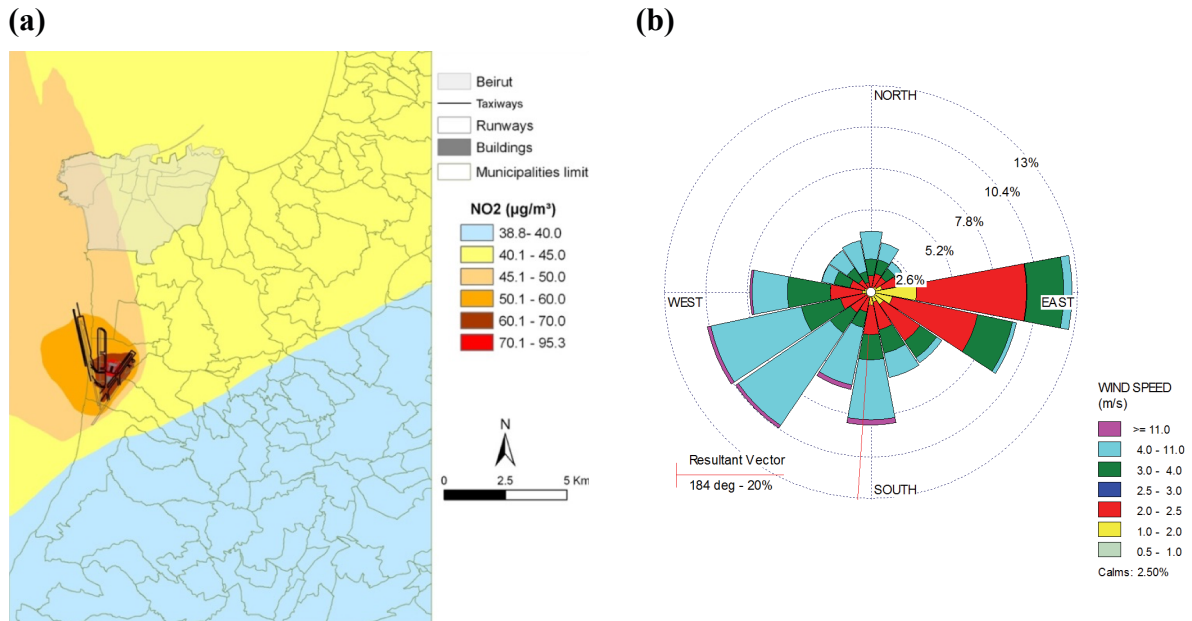 (a)
(b)
Beirut
Taxiways
Runways
Buildings
Municipalities limit
NO2 (µg/m³)
38.8- 40.0
40.1 - 45.0
45.1 - 50.0
50.1 - 60.0
60.1 - 70.0
70.1 - 95.3
N
0 2.5 5 Km
NORTH
13%
10.4%
7.8%
5.2%
2.6%
WEST
EAST
SOUTH
Resultant Vector
184 deg - 20%
WIND SPEED
(m/s)
>= 11.0
4.0 - 11.0
3.0 - 4.0
2.5 - 3.0
2.0 - 2.5
1.0 - 2.0
0.5 - 1.0
Calms: 2.50%